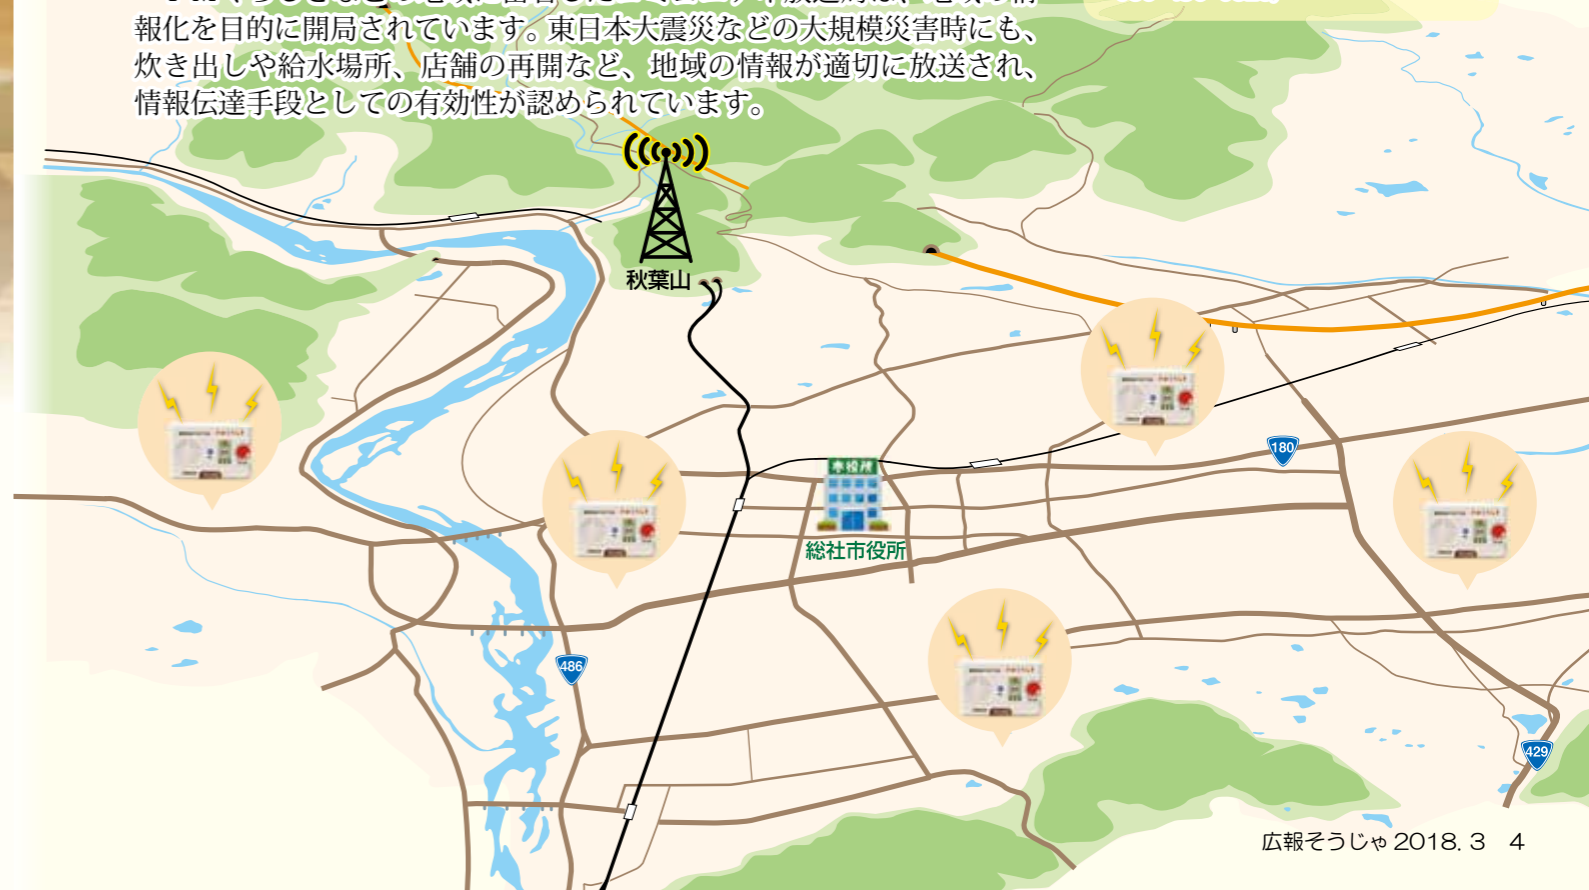 報化を目的に開局されています。東日本大震災などの大規模災害時にも、
炊き出しや給水場所、店舗の再開など、地域の情報が適切に放送され、
情報伝達手段としての有効性が認められています。
秋葉山
180
市役所
総社市役所
486
429
広報そうじゃ 2018. 3 4